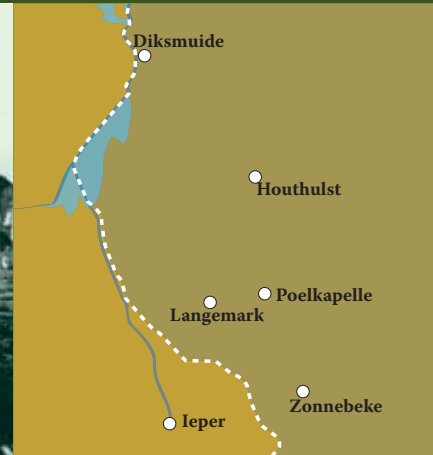 Diksmuide
Houthulst
Poelkapelle
Langemark
Zonnebeke
Ieper